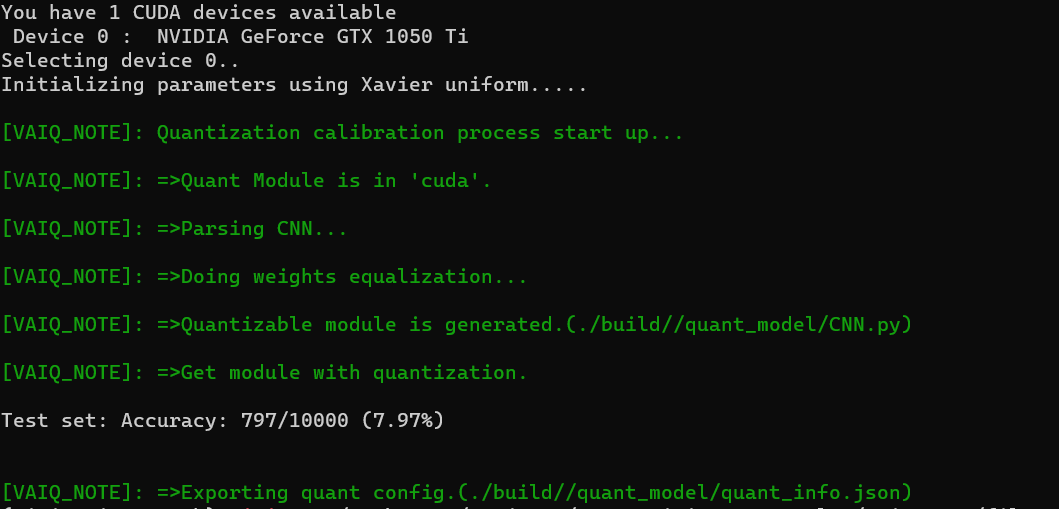 You have 1 CUDA devices available
Device 0 :  NVIDIA GeForce GTX 1050 Ti
Selecting device 0..
Initializing parameters using Xavier uniform.....
[VAIQ_NOTE]: Quantization calibration process start up...
[VAIQ_NOTE]: =>Quant Module is in 'cuda'.
[VAIQ_NOTE]: =>Parsing CNN...
[VAIQ_NOTE]: =>Doing weights equalization...
[VAIQ_NOTE]: =>Quantizable module is generated.(./build//quant_model/CNN.py)
[VAIQ_NOTE]: =>Get module with quantization.
Test set: Accuracy: 797/10000 (7.97%)
[VAIQ_NOTE]: =>Exporting quant config.(./build//quant_model/quant_info.json)